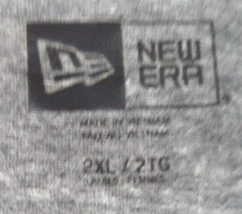 NEW
ERA
MADE IN VIETNAM
FAIT AU VIETNAM
2XL / 2TG